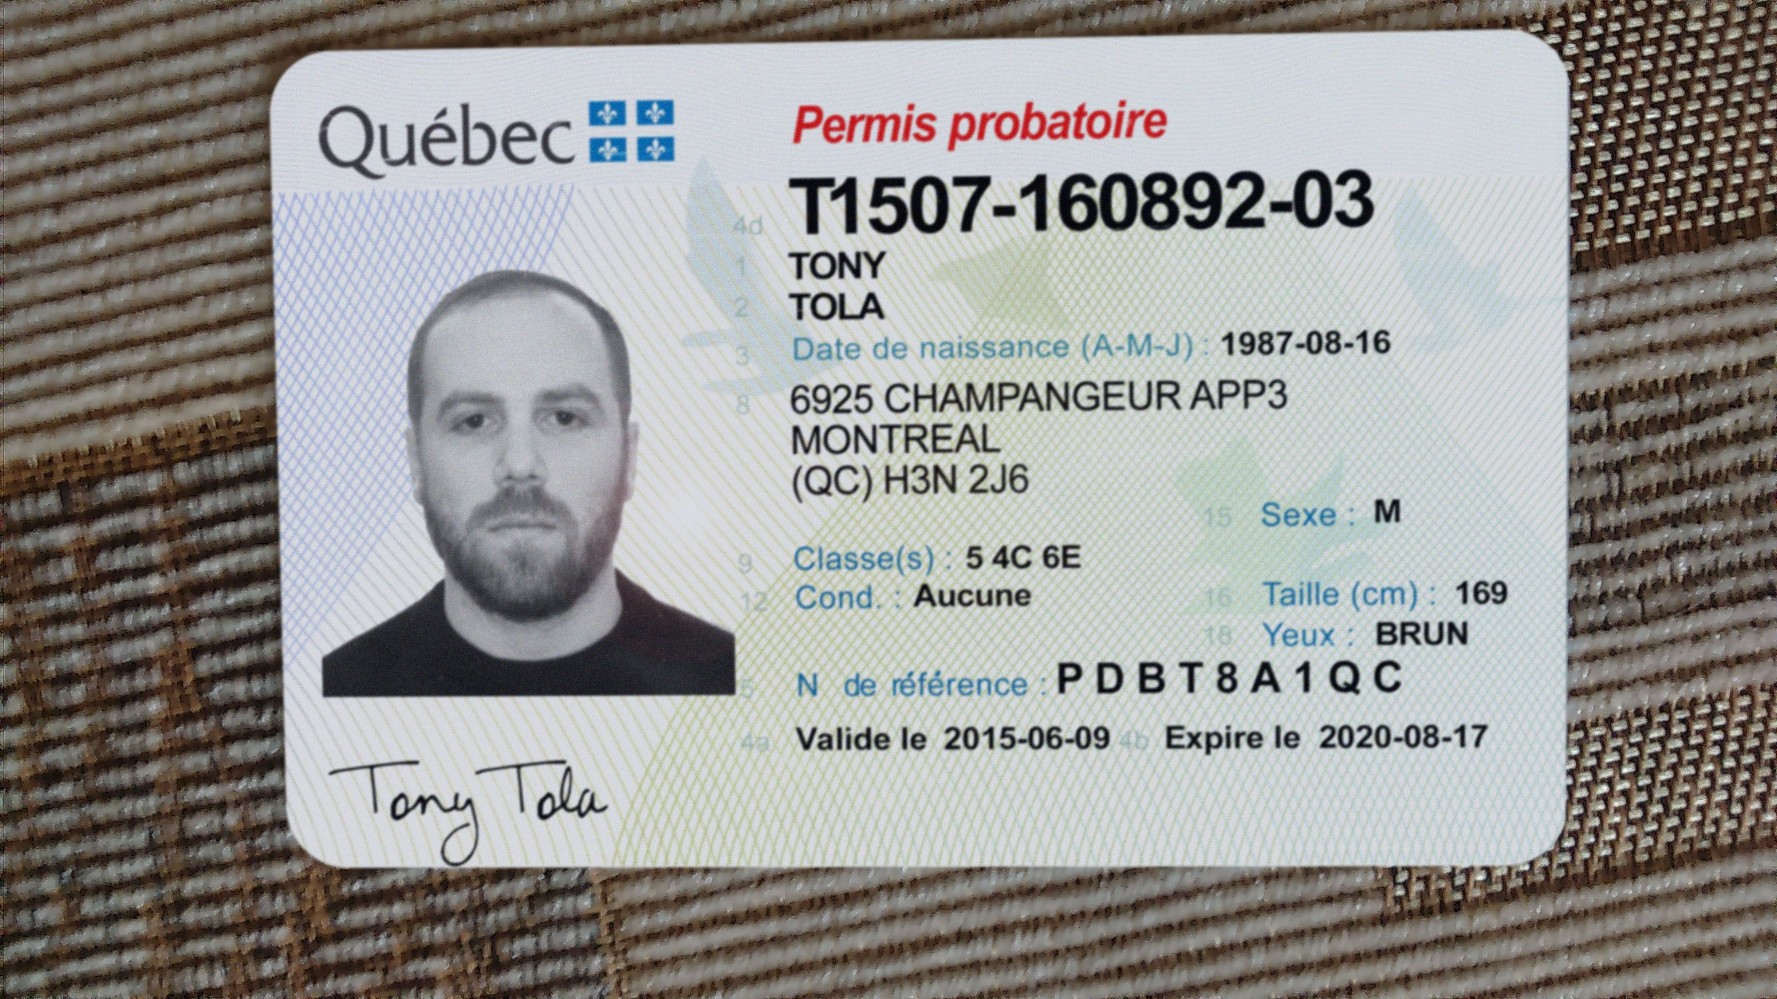 Québec
Permis probatoire
4d T1507-160892-03
1 TONY
2 TOLA
3 Date de naissance (A-M-J) : 1987-08-16
8 6925 CHAMPANGEUR APP3
MONTREAL
(QC) H3N 2J6
15 Sexe : M
9 Classe(s) : 5 4C 6E
12 Cond. : Aucune
16 Taille (cm) : 169
18 Yeux : BRUN
5 N de référence : P D B T 8 A 1 Q C
4a Valide le 2015-06-09 4b Expire le 2020-08-17
Tony Tola